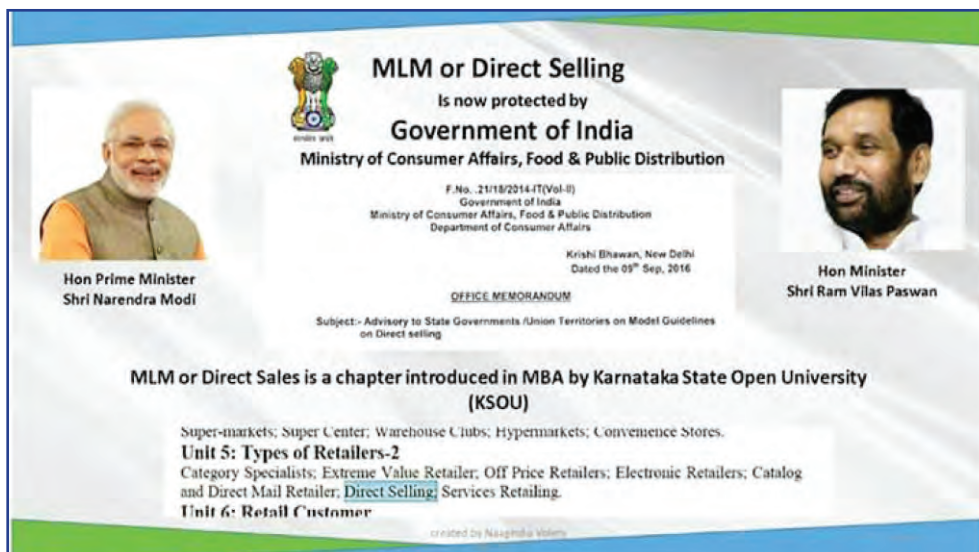 MLM or Direct Selling
Is now protected by
Government of India
Ministry of Consumer Affairs, Food & Public Distribution
F.No. .21/18/2014-IT(Vol-II)
Government of India
Ministry of Consumer Affairs, Food & Public Distribution
Department of Consumer Affairs
Krishi Bhawan, New Delhi
Dated the 09th Sep, 2016
OFFICE MEMORANDUM
Subject:- Advisory to State Governments /Union Territories on Model Guidelines
on Direct selling
Hon Prime Minister
Shri Narendra Modi
Hon Minister
Shri Ram Vilas Paswan
MLM or Direct Sales is a chapter introduced in MBA by Karnataka State Open University
(KSOU)
Super-markets; Super Center; Warehouse Clubs; Hypermarkets; Convenience Stores.
Unit 5: Types of Retailers-2
Category Specialists; Extreme Value Retailer; Off Price Retailers; Electronic Retailers; Catalog
and Direct Mail Retailer; Direct Selling; Services Retailing.
Unit 6: Retail Customer
created by